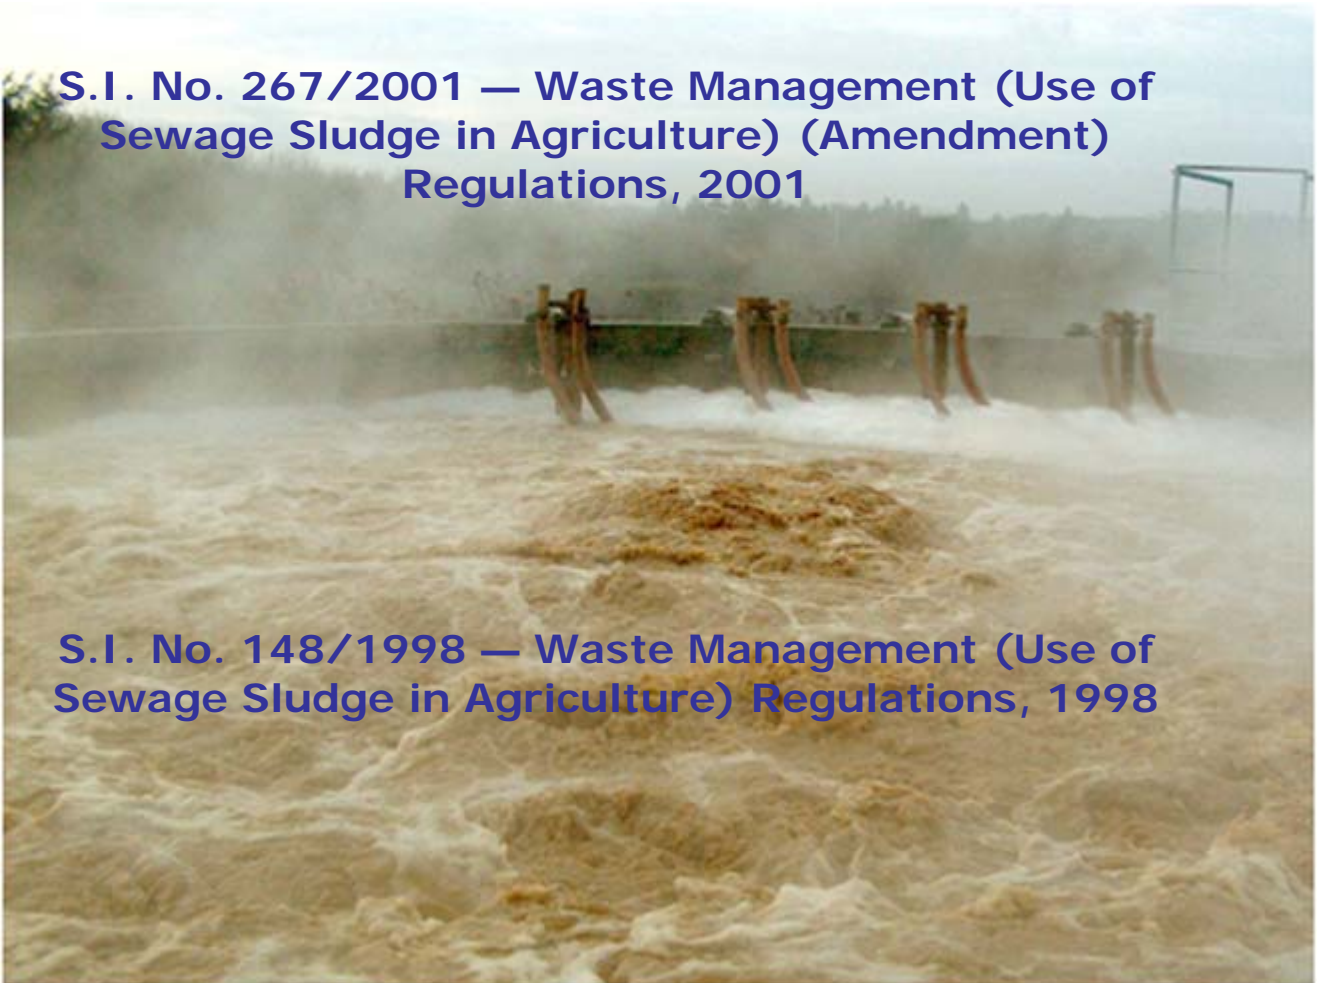 S.I. No. 267/2001 — Waste Management (Use of
Sewage Sludge in Agriculture) (Amendment)
Regulations, 2001
S.I. No. 148/1998 — Waste Management (Use of
Sewage Sludge in Agriculture) Regulations, 1998